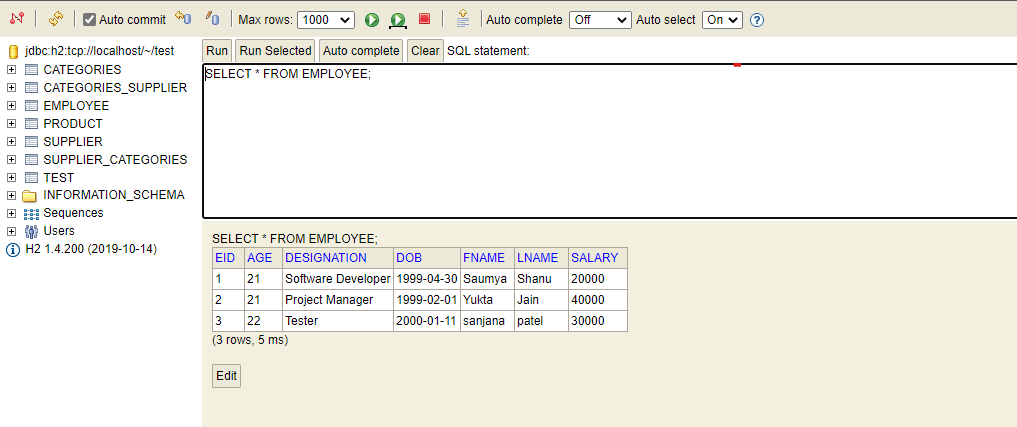 Auto commit Max rows: 1000 Auto complete Off Auto select On ?
jdbc:h2:tcp://localhost/~/test
CATEGORIES
CATEGORIES_SUPPLIER
EMPLOYEE
PRODUCT
SUPPLIER
SUPPLIER_CATEGORIES
TEST
INFORMATION_SCHEMA
Sequences
Users
H2 1.4.200 (2019-10-14)
Run Run Selected Auto complete Clear SQL statement:
SELECT * FROM EMPLOYEE;
SELECT * FROM EMPLOYEE;
EID AGE DESIGNATION DOB FNAME LNAME SALARY
1 21 Software Developer 1999-04-30 Saumya Shanu 20000
2 21 Project Manager 1999-02-01 Yukta Jain 40000
3 22 Tester 2000-01-11 sanjana patel 30000
(3 rows, 5 ms)
Edit